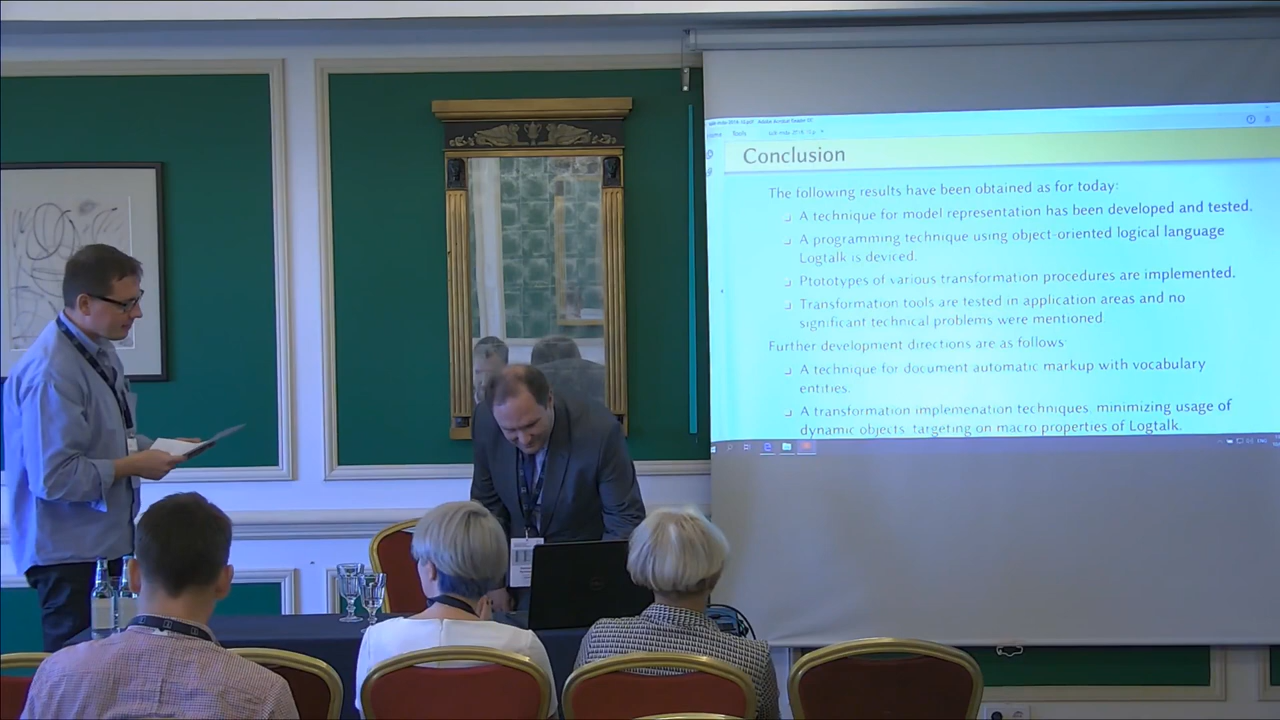 Tools
Conclusion
The following results have been obtained as for today:
A technique for model representation has been developed and tested.
A programming technique using object-oriented logical language
Logtalk is deviced.
Ptototypes of various transformation procedures are implemented.
Transformation tools are tested in application areas and no
significant technical problems were mentioned.
Further development directions are as follows:
A technique for document automatic markup with vocabulary
entities.
A transformation implemenation techniques, minimizing usage of
dynamic objects, targeting on macro properties of Logtalk.